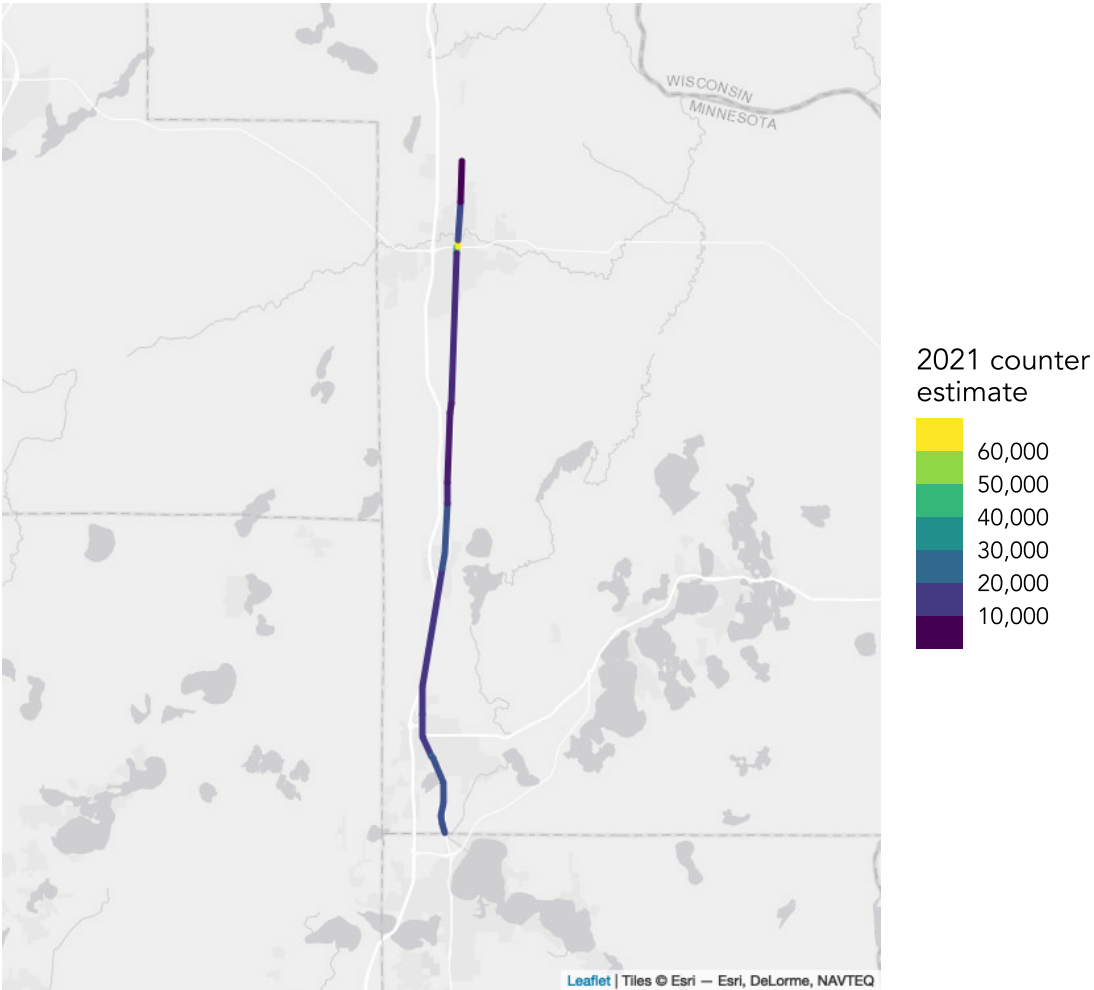 WISCONSIN
MINNESOTA
2021 counter
estimate
60,000
50,000
40,000
30,000
20,000
10,000
Leaflet | Tiles © Esri — Esri, DeLorme, NAVTEQ